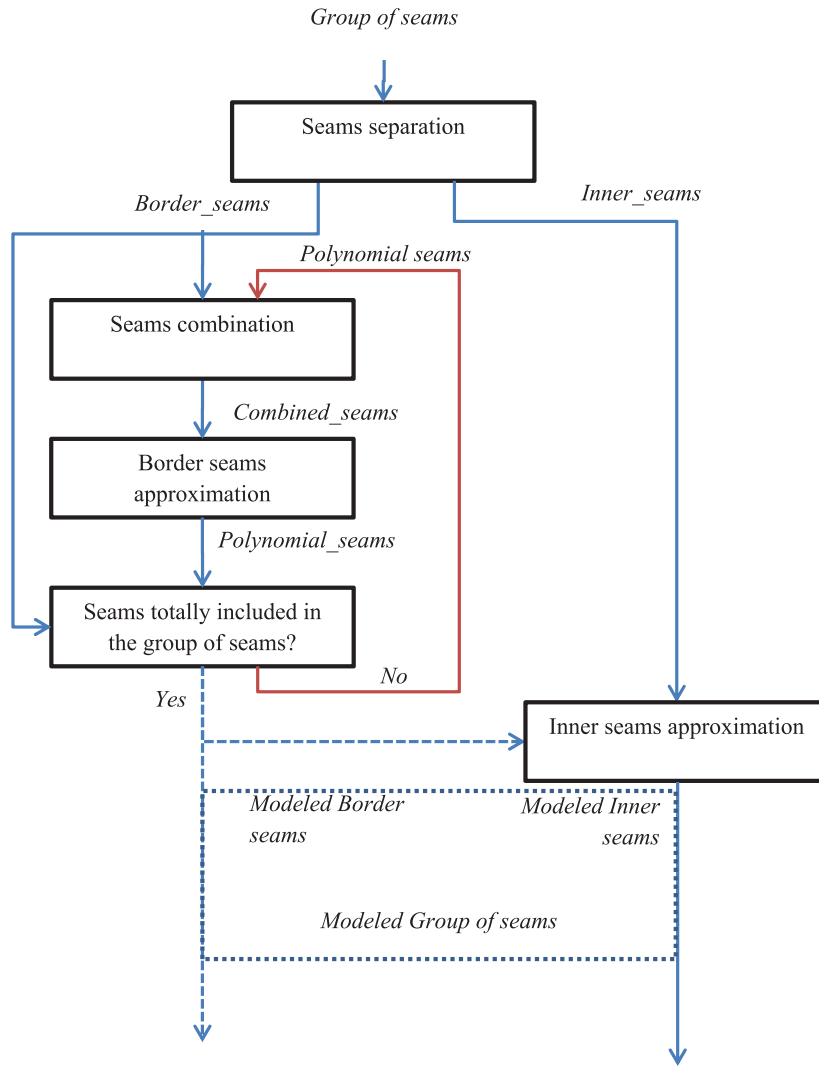 Group of seams
Seams separation
Border_seams
Inner_seams
Polynomial seams
Seams combination
Combined_seams
Border seams
approximation
Polynomial_seams
Seams totally included in
the group of seams?
No
Yes
Inner seams approximation
Modeled Border
seams
Modeled Inner
seams
Modeled Group of seams